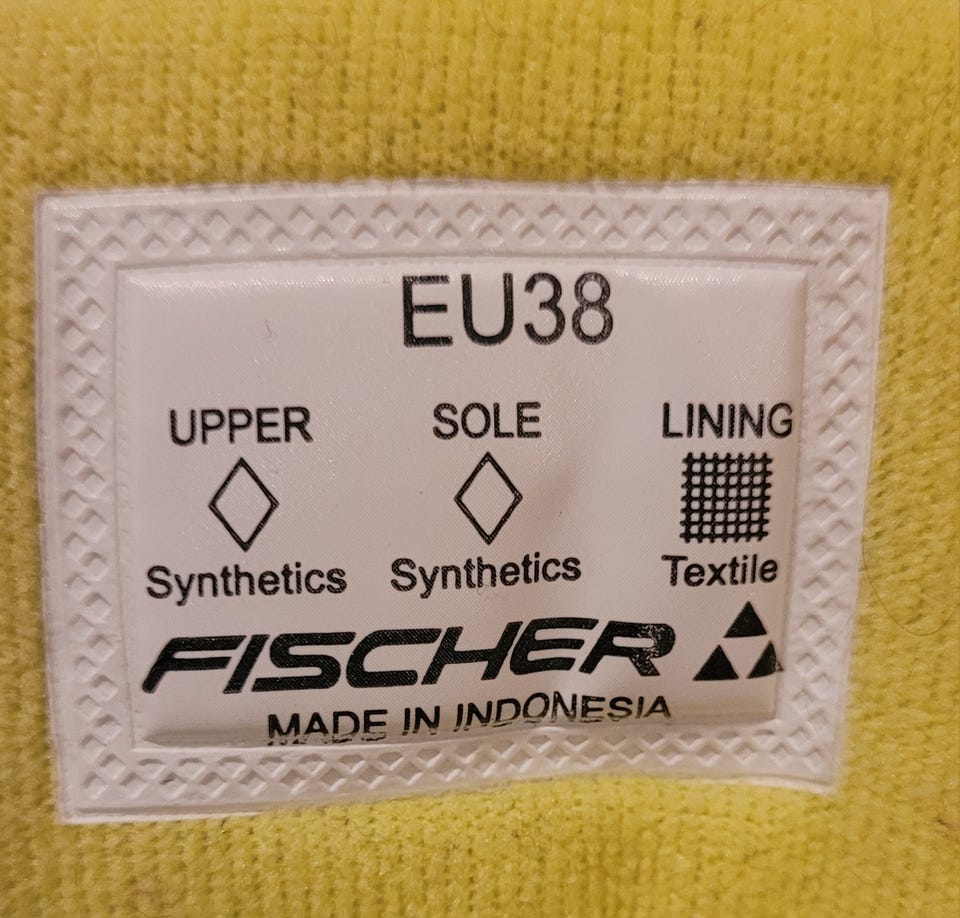 EU38
UPPER SOLE LINING
Synthetics Synthetics Textile
FISCHER
MADE IN INDONESIA